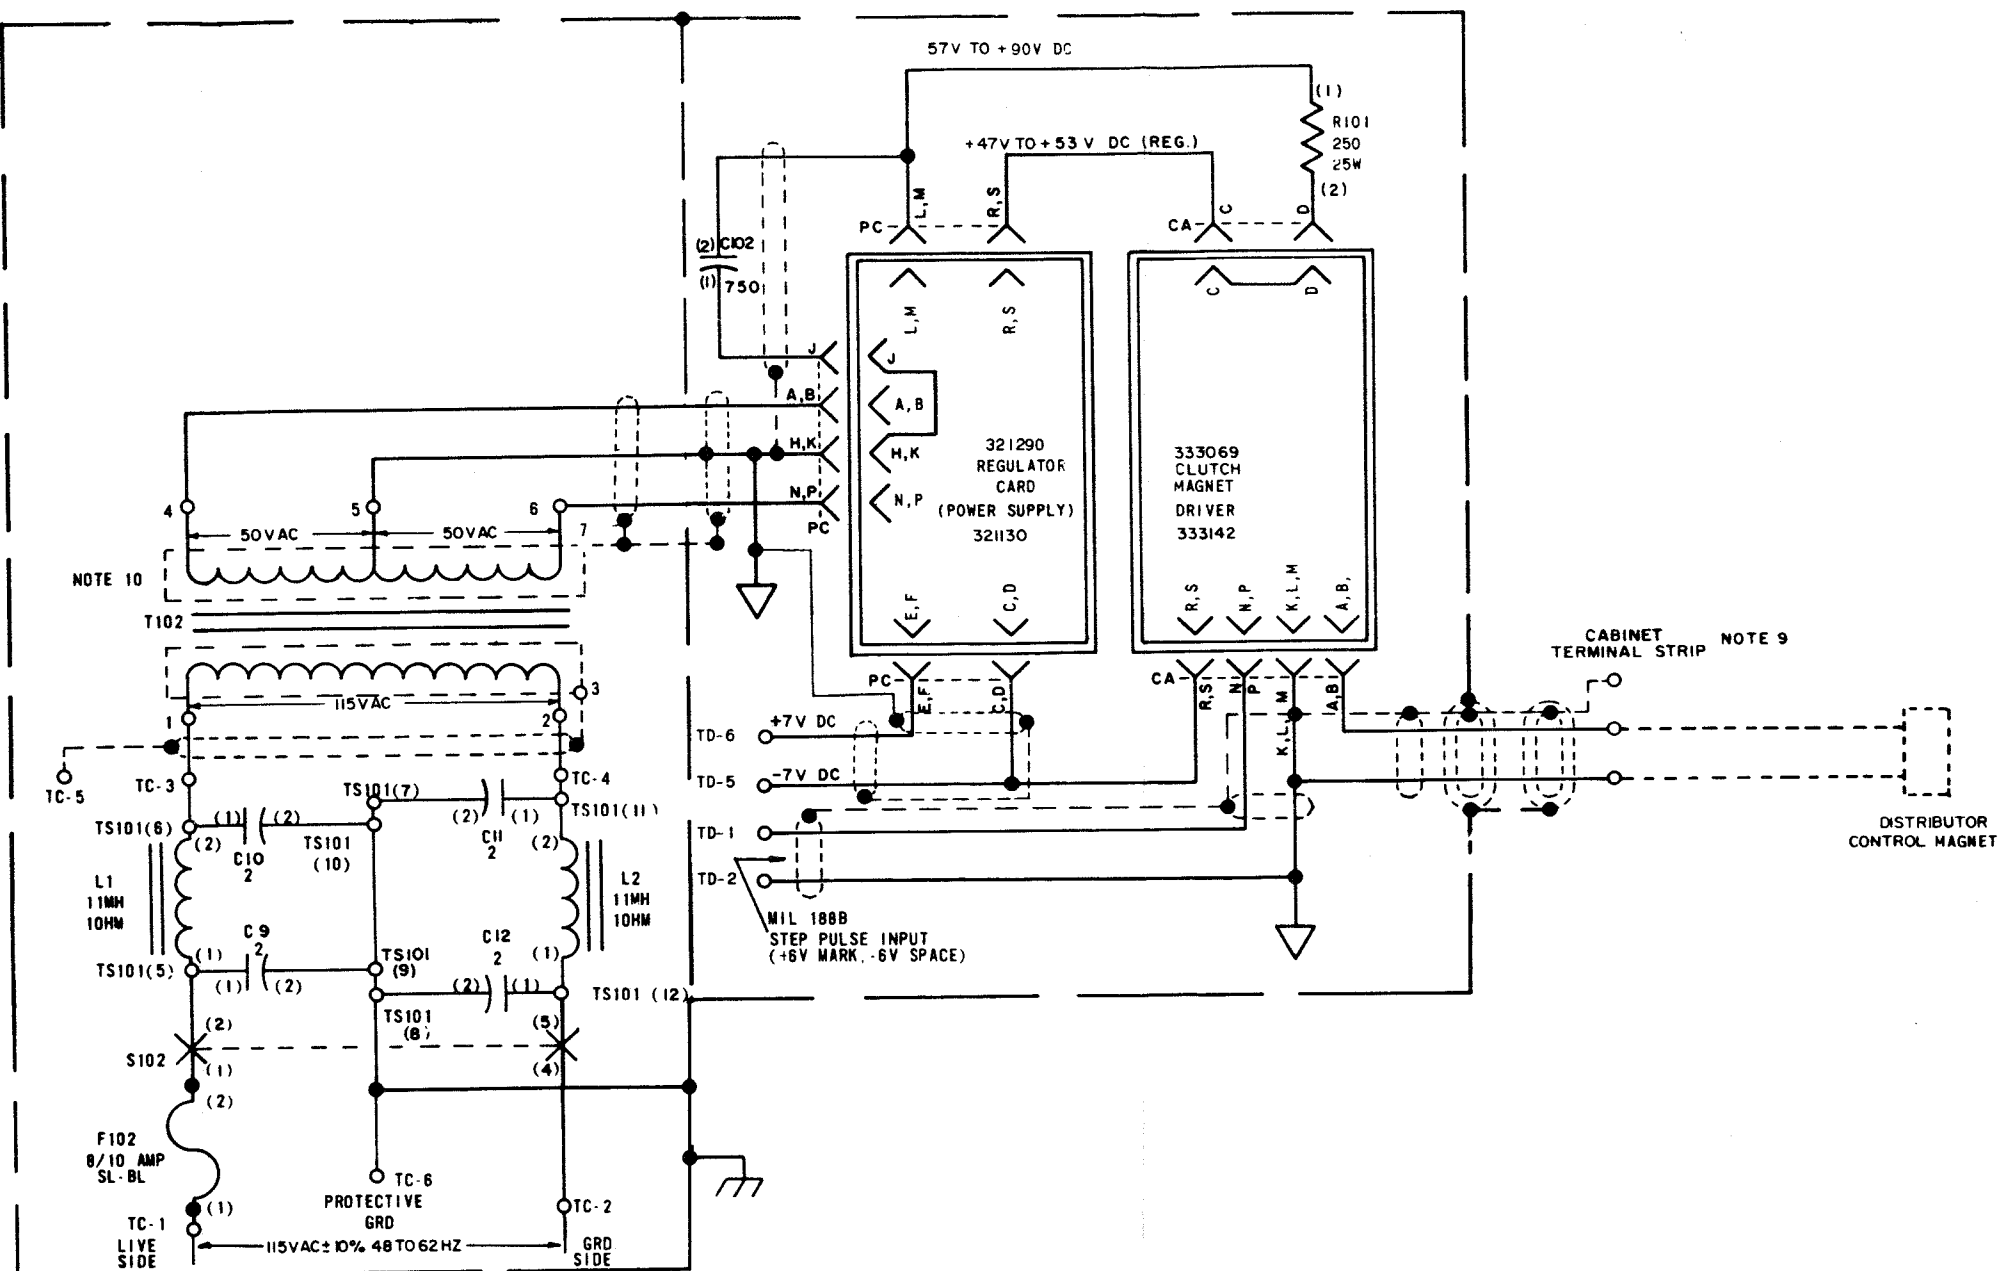 57V TO +90V DC
(1)
R101
250
25W
(2)
+47V TO +53 V DC (REG.)
L,M
R,S
C
D
PC
CA
(2) C102
(1) 750
L,M
R,S
C
D
J
J
A,B
A,B
H,K
H,K
N,P
N,P
PC
321290
REGULATOR
CARD
(POWER SUPPLY)
321130
333069
CLUTCH
MAGNET
DRIVER
333142
4
5
6
7
50VAC
50VAC
NOTE 10
T102
E,F
C,D
R,S
N,P
K,L,M
A,B,
PC
E,F
C,D
CA
R,S
N
P
K,L, M
A,B
CABINET
TERMINAL STRIP
NOTE 9
115VAC
1
2
3
TC-5
TC-3
TC-4
TD-6
+7V DC
TD-5
-7V DC
TD-1
TD-2
MIL 188B
STEP PULSE INPUT
(+6V MARK, -6V SPACE)
DISTRIBUTOR
CONTROL MAGNET
TS101(7)
TS101(11)
(2)
(1)
C11
2
TS101(6)
(1)
(2)
C10
2
TS101
(10)
(2)
(2)
L1
11MH
1OHM
L2
11MH
1OHM
C9
2
C12
2
(1)
(1)
TS101(5)
(1)
(2)
TS101
(9)
(2)
(1)
TS101 (12)
TS101
(8)
(2)
(5)
S102
(1)
(4)
(2)
F102
8/10 AMP
SL-BL
(1)
TC-1
LIVE
SIDE
TC-6
PROTECTIVE
GRD
TC-2
GRD
SIDE
115VAC±10% 48 TO 62 HZ